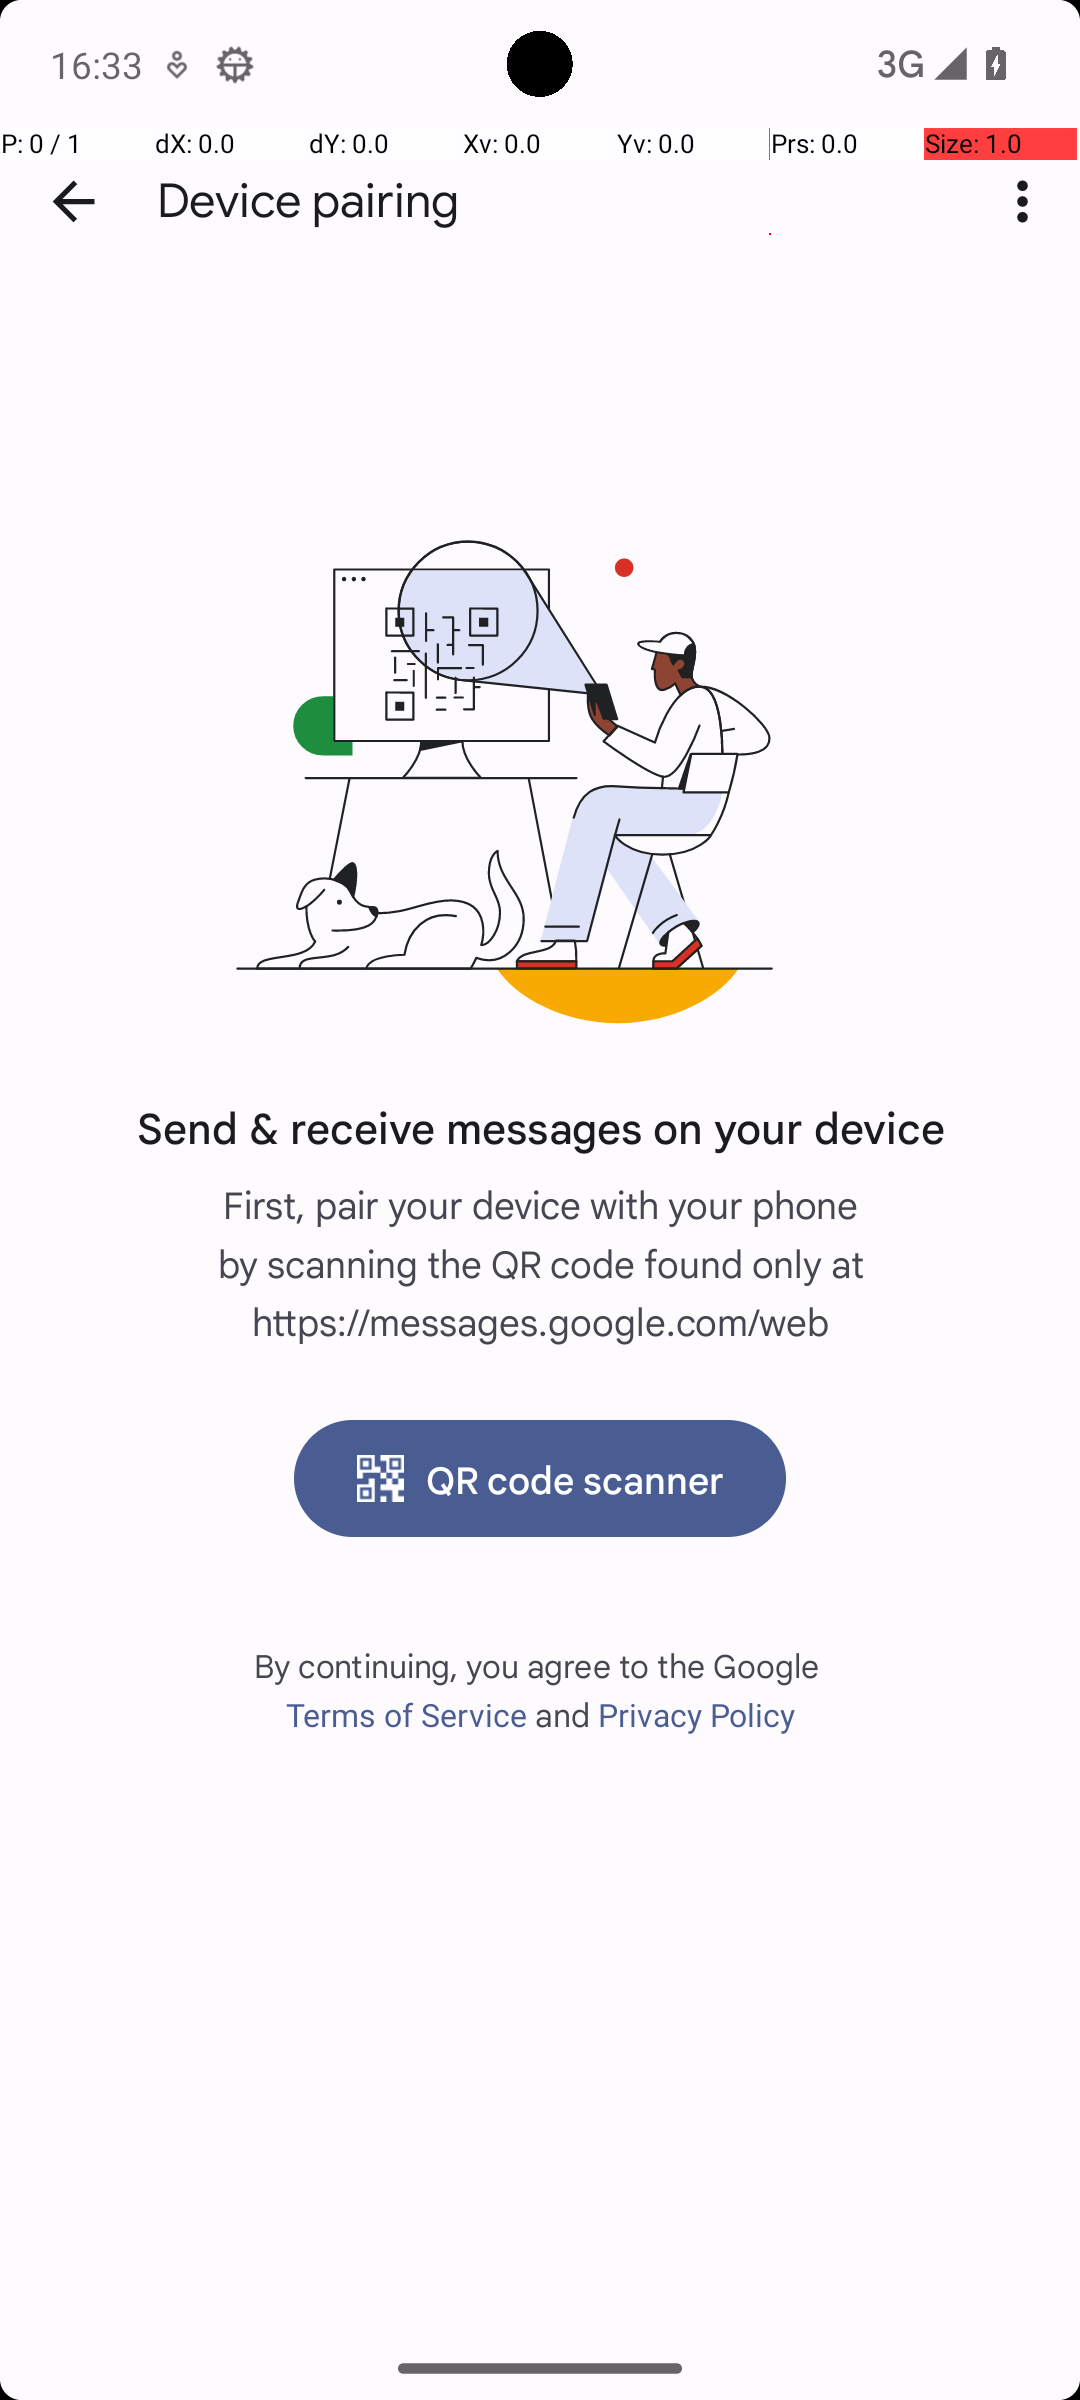 16:33
3G
P: 0 / 1 dX: 0.0 dY: 0.0 Xv: 0.0 Yv: 0.0 Prs: 0.0 Size: 1.0
Device pairing
Send & receive messages on your device
First, pair your device with your phone
by scanning the QR code found only at
https://messages.google.com/web
QR code scanner
By continuing, you agree to the Google
Terms of Service and Privacy Policy